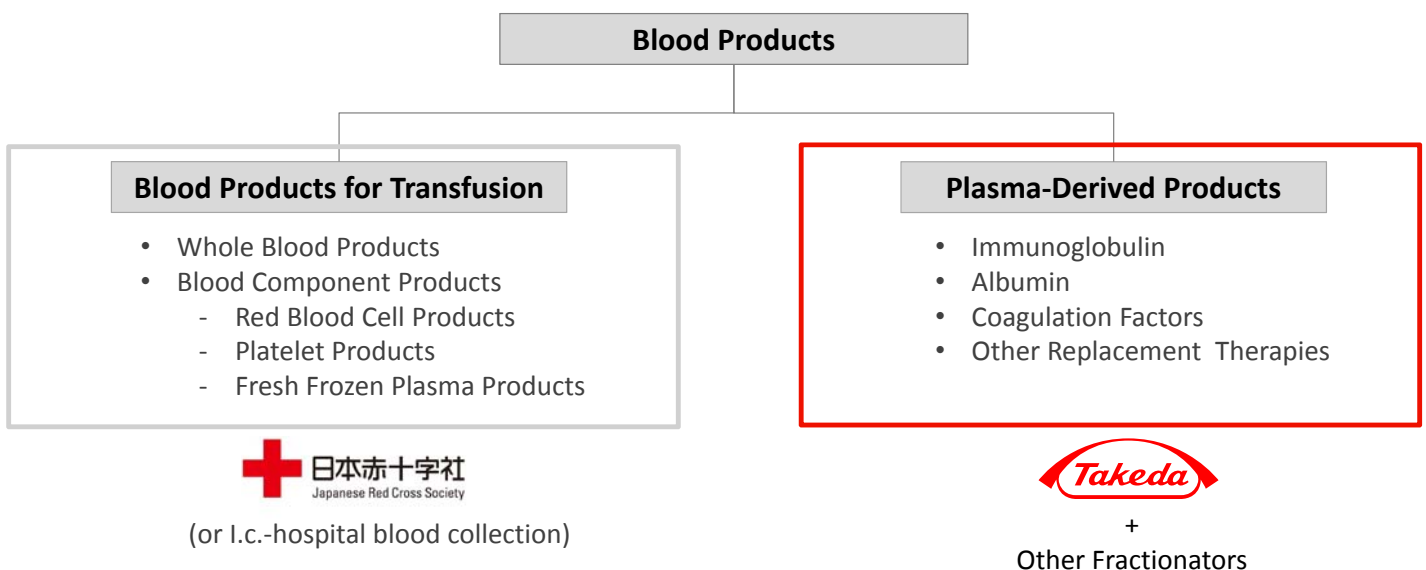 Blood Products
Blood Products for Transfusion
• Whole Blood Products
• Blood Component Products
- Red Blood Cell Products
- Platelet Products
- Fresh Frozen Plasma Products
日本赤十字社
Japanese Red Cross Society
(or I.c.-hospital blood collection)
Plasma-Derived Products
• Immunoglobulin
• Albumin
• Coagulation Factors
• Other Replacement Therapies
Takeda
+
Other Fractionators